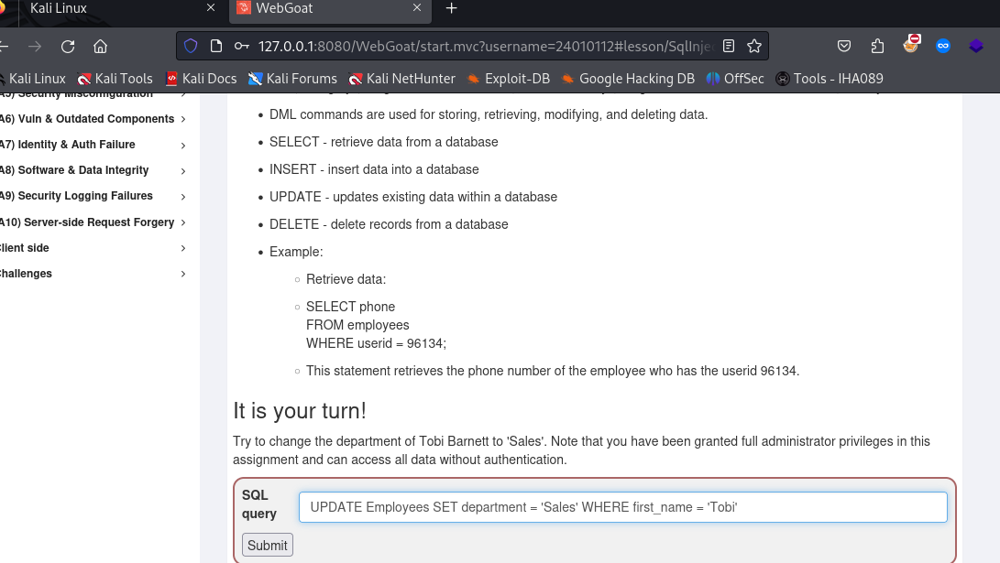 Kali Linux
WebGoat
127.0.0.1:8080/WebGoat/start.mvc?username=24010112#lesson/SqlInje
Kali Linux Kali Tools Kali Docs Kali Forums Kali NetHunter Exploit-DB Google Hacking DB OffSec Tools - IHA089
A5) Security Misconfiguration
A6) Vuln & Outdated Components
A7) Identity & Auth Failure
A8) Software & Data Integrity
A9) Security Logging Failures
A10) Server-side Request Forgery
lient side
hallenges
• DML commands are used for storing, retrieving, modifying, and deleting data.
• SELECT - retrieve data from a database
• INSERT - insert data into a database
• UPDATE - updates existing data within a database
• DELETE - delete records from a database
• Example:
○ Retrieve data:
○ SELECT phone
FROM employees
WHERE userid = 96134;
○ This statement retrieves the phone number of the employee who has the userid 96134.
It is your turn!
Try to change the department of Tobi Barnett to 'Sales'. Note that you have been granted full administrator privileges in this
assignment and can access all data without authentication.
SQL
query
UPDATE Employees SET department = 'Sales' WHERE first_name = 'Tobi'
Submit